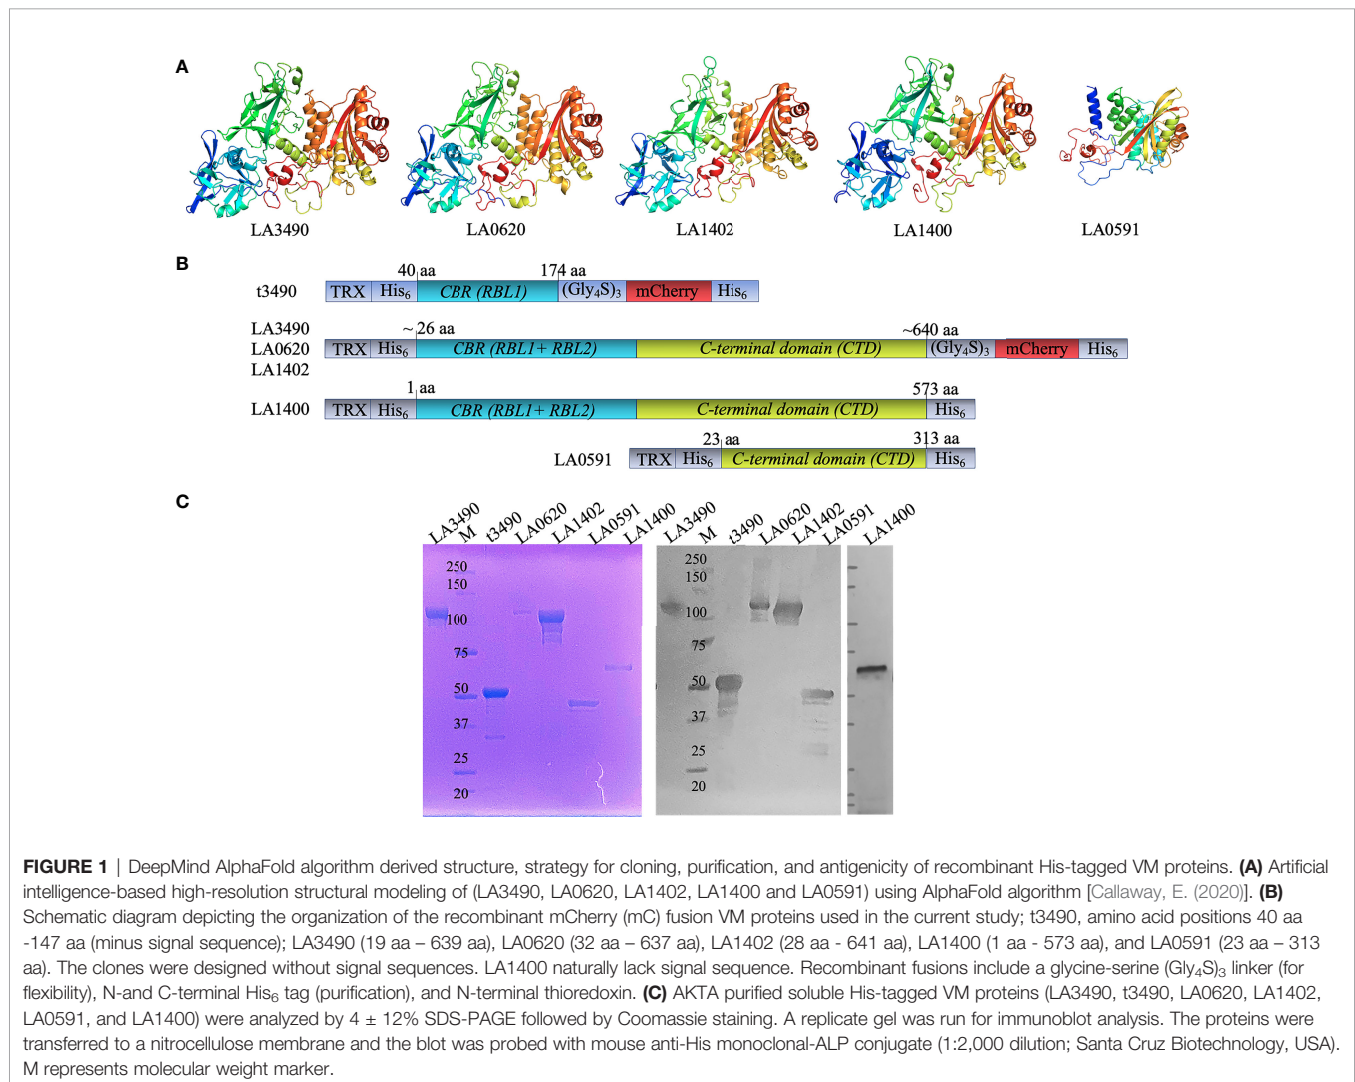 A
LA3490
LA0620
LA1402
LA1400
LA0591
B
40 aa
174 aa
t3490
TRX His6 CBR (RBL1) (Gly4S)3 mCherry His6
LA3490
~ 26 aa
~640 aa
LA0620
TRX His6 CBR (RBL1+ RBL2) C-terminal domain (CTD) (Gly4S)3 mCherry His6
LA1402
1 aa
573 aa
LA1400
TRX His6 CBR (RBL1+ RBL2) C-terminal domain (CTD) His6
23 aa
313 aa
LA0591
TRX His6 C-terminal domain (CTD) His6
C
LA3490 M t3490 LA0620 LA1402 LA0591 LA1400
250
150
100
75
50
37
25
20
LA3490 M t3490 LA0620 LA1402 LA0591 LA1400
250
150
100
75
50
37
25
20
FIGURE 1 | DeepMind AlphaFold algorithm derived structure, strategy for cloning, purification, and antigenicity of recombinant His-tagged VM proteins. (A) Artificial
intelligence-based high-resolution structural modeling of (LA3490, LA0620, LA1402, LA1400 and LA0591) using AlphaFold algorithm [Callaway, E. (2020)]. (B)
Schematic diagram depicting the organization of the recombinant mCherry (mC) fusion VM proteins used in the current study; t3490, amino acid positions 40 aa
-147 aa (minus signal sequence); LA3490 (19 aa – 639 aa), LA0620 (32 aa – 637 aa), LA1402 (28 aa - 641 aa), LA1400 (1 aa - 573 aa), and LA0591 (23 aa – 313
aa). The clones were designed without signal sequences. LA1400 naturally lack signal sequence. Recombinant fusions include a glycine-serine (Gly4S)3 linker (for
flexibility), N-and C-terminal His6 tag (purification), and N-terminal thioredoxin. (C) AKTA purified soluble His-tagged VM proteins (LA3490, t3490, LA0620, LA1402,
LA0591, and LA1400) were analyzed by 4 ± 12% SDS-PAGE followed by Coomassie staining. A replicate gel was run for immunoblot analysis. The proteins were
transferred to a nitrocellulose membrane and the blot was probed with mouse anti-His monoclonal-ALP conjugate (1:2,000 dilution; Santa Cruz Biotechnology, USA).
M represents molecular weight marker.